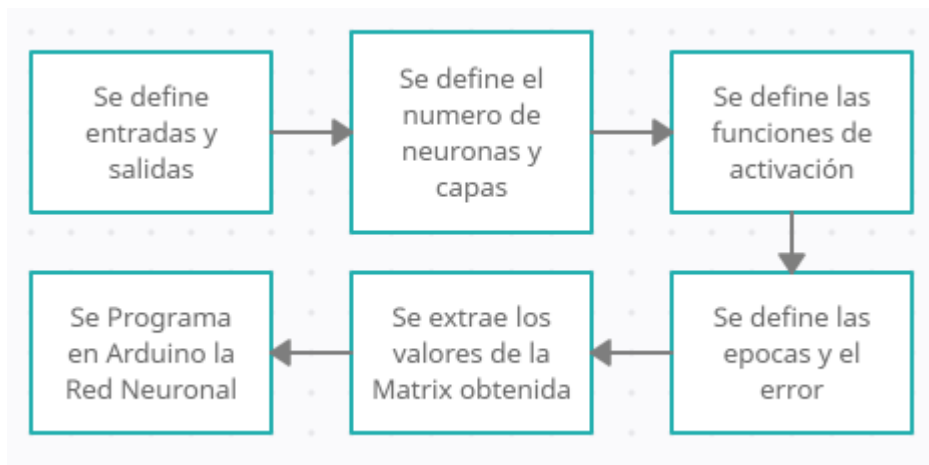 Se define
entradas y
salidas
Se define el
numero de
neuronas y
capas
Se define las
funciones de
activación
Se define las
epocas y el
error
Se extrae los
valores de la
Matrix obtenida
Se Programa
en Arduino la
Red Neuronal